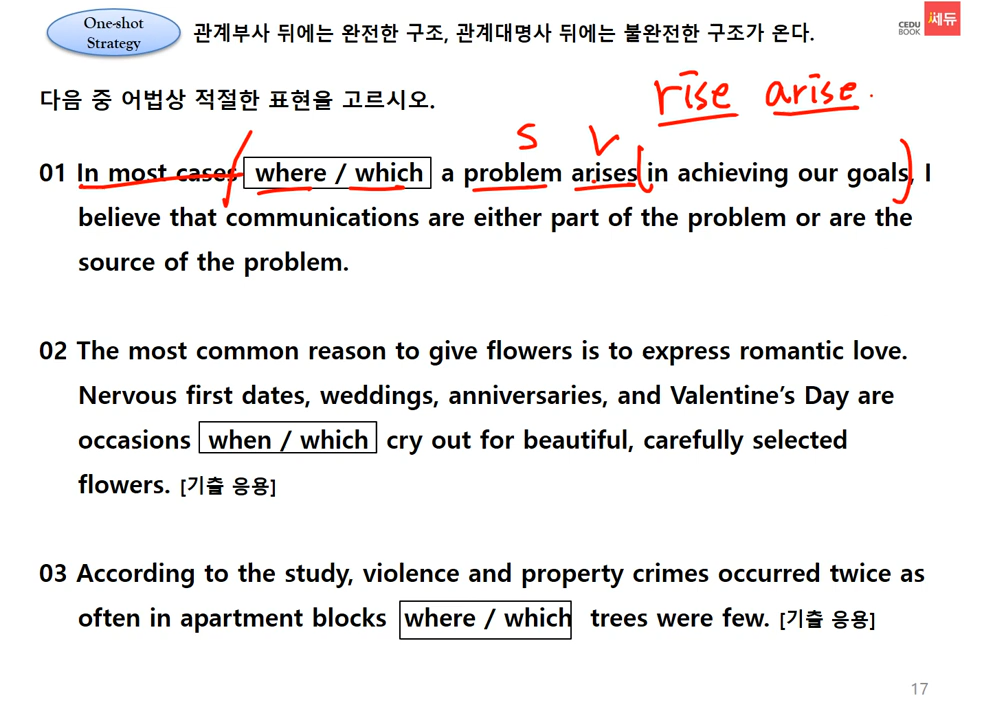 One-shot
Strategy
관계부사 뒤에는 완전한 구조, 관계대명사 뒤에는 불완전한 구조가 온다.
CEDU
BOOK
쎄듀
다음 중 어법상 적절한 표현을 고르시오.
rise arise.
S V
01 In most cases where / which a problem arises in achieving our goals, I
believe that communications are either part of the problem or are the
source of the problem.
02 The most common reason to give flowers is to express romantic love.
Nervous first dates, weddings, anniversaries, and Valentine’s Day are
occasions when / which cry out for beautiful, carefully selected
flowers. [기출 응용]
03 According to the study, violence and property crimes occurred twice as
often in apartment blocks where / which trees were few. [기출 응용]
17